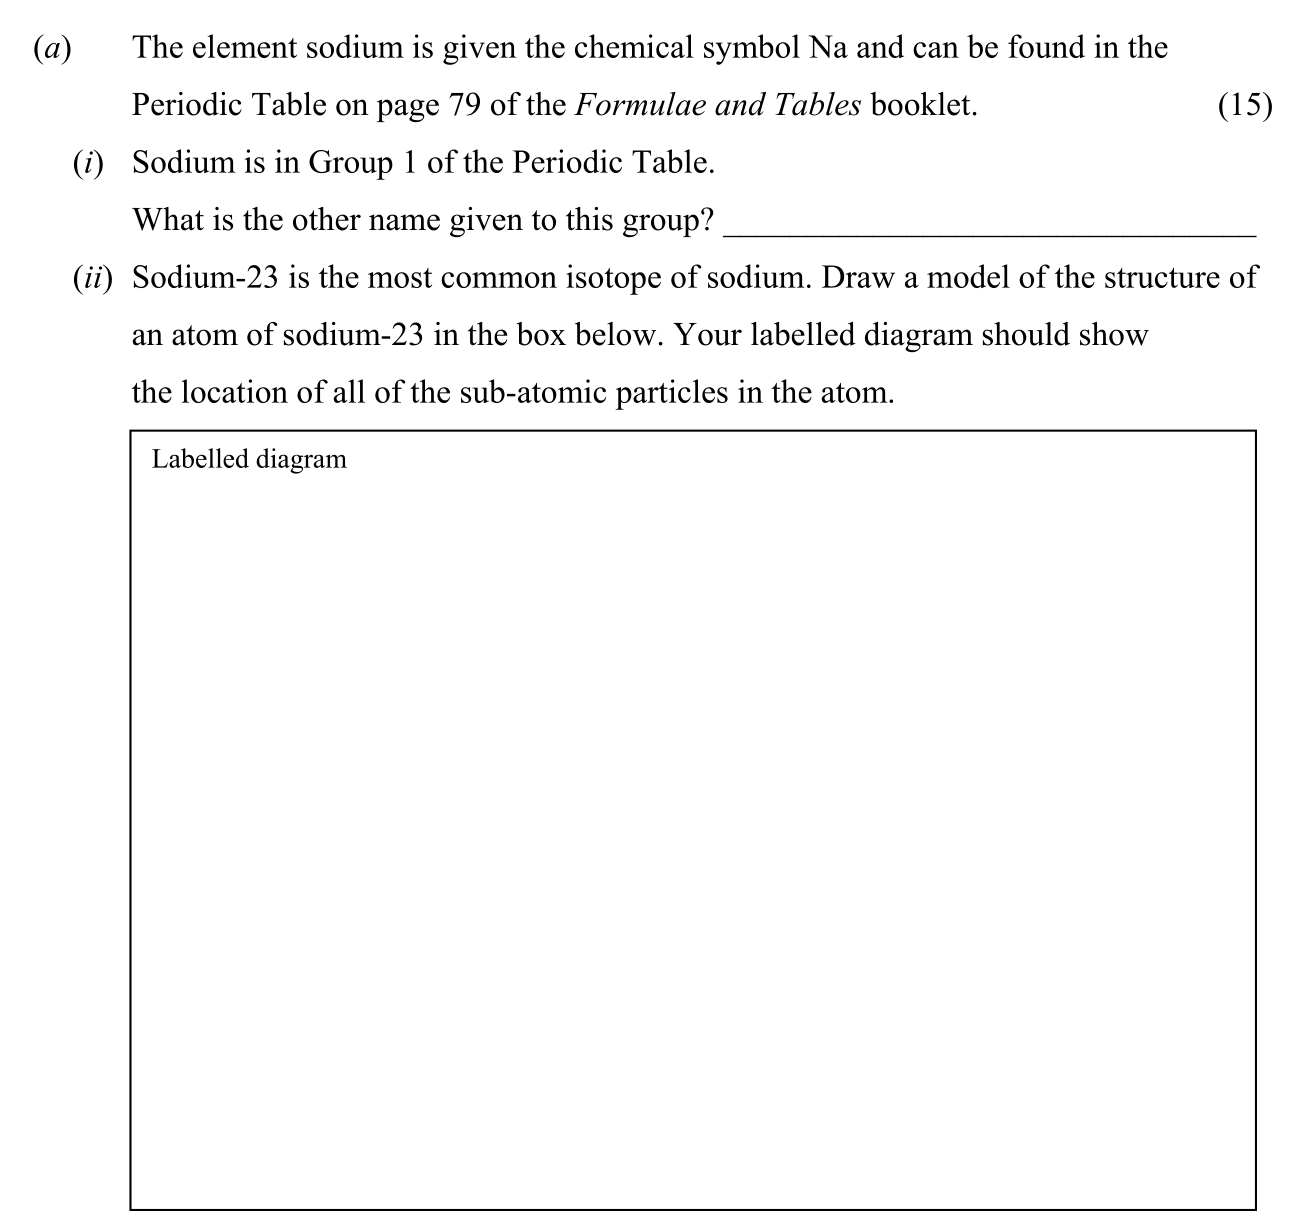 (a) The element sodium is given the chemical symbol Na and can be found in the
Periodic Table on page 79 of the Formulae and Tables booklet. (15)
(i) Sodium is in Group 1 of the Periodic Table.
What is the other name given to this group? ________________________________
(ii) Sodium-23 is the most common isotope of sodium. Draw a model of the structure of
an atom of sodium-23 in the box below. Your labelled diagram should show
the location of all of the sub-atomic particles in the atom.
Labelled diagram